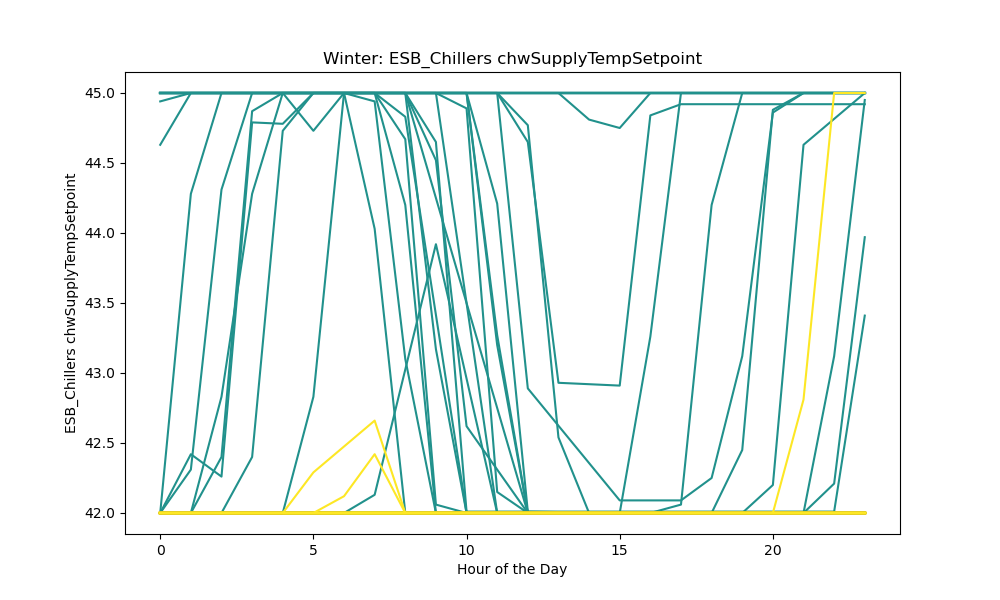 Winter: ESB_Chillers chwSupplyTempSetpoint
45.0
44.5
44.0
43.5
43.0
42.5
42.0
ESB_Chillers chwSupplyTempSetpoint
0 5 10 15 20
Hour of the Day